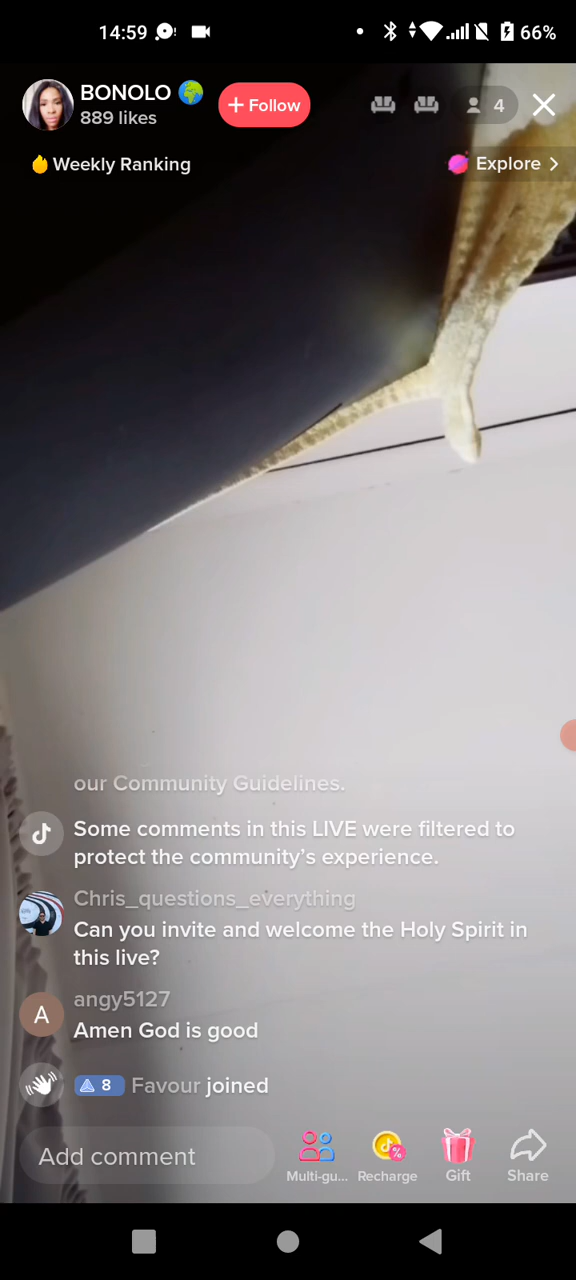 14:59
66%
BONOLO 🌍
889 likes
+ Follow
4
Weekly Ranking
Explore >
our Community Guidelines.
Some comments in this LIVE were filtered to
protect the community’s experience.
Chris_questions_everything
Can you invite and welcome the Holy Spirit in
this live?
angy5127
A
Amen God is good
8 Favour joined
Add comment
Multi-gu...
Recharge
Gift
Share